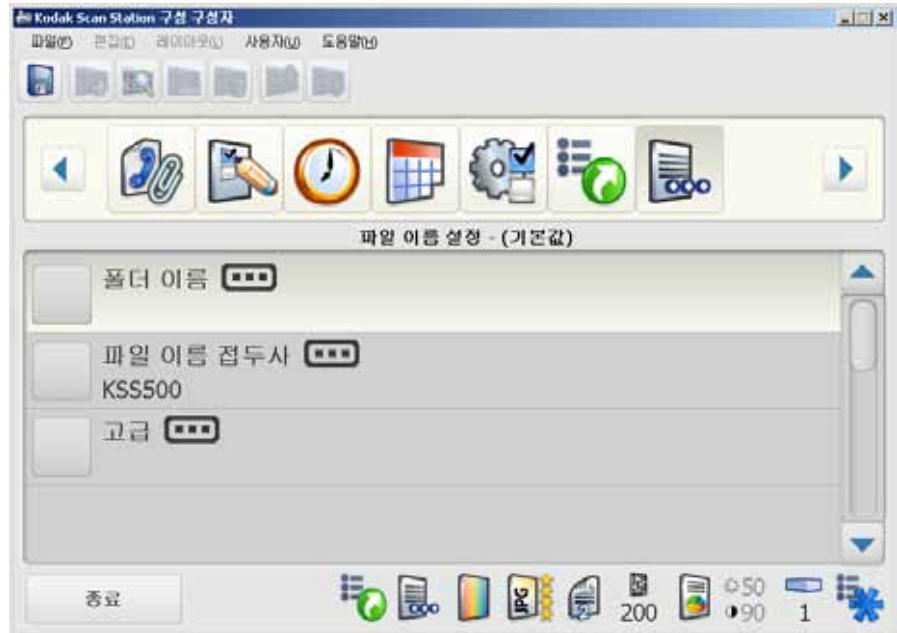 Kodak Scan Station 구성 구성자
파일(F) 편집(E) 레이아웃(L) 사용자(U) 도움말(H)
파일 이름 설정 - (기본값)
폴더 이름
파일 이름 접두사
KSS500
고급
종료
JPG
200
50
90
1